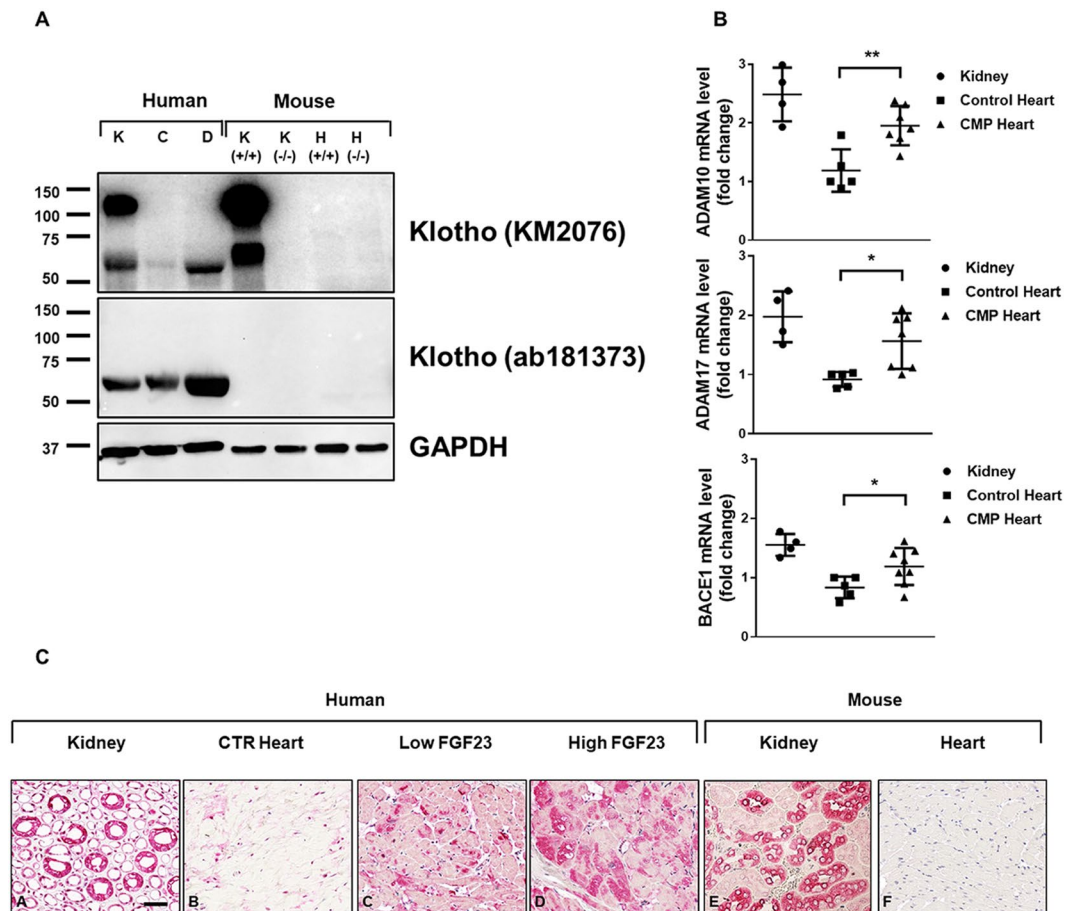 A
Human Mouse
K C D K K H H
(+/+) (-/-) (+/+) (-/-)
150
100
75
50
Klotho (KM2076)
150
100
75
50
Klotho (ab181373)
37
GAPDH
B
ADAM10 mRNA level
(fold change)
3
2
1
0
**
Kidney
Control Heart
CMP Heart
ADAM17 mRNA level
(fold change)
3
2
1
0
*
Kidney
Control Heart
CMP Heart
BACE1 mRNA level
(fold change)
3
2
1
0
*
Kidney
Control Heart
CMP Heart
C
Human Mouse
Kidney CTR Heart Low FGF23 High FGF23 Kidney Heart
A B C D E F